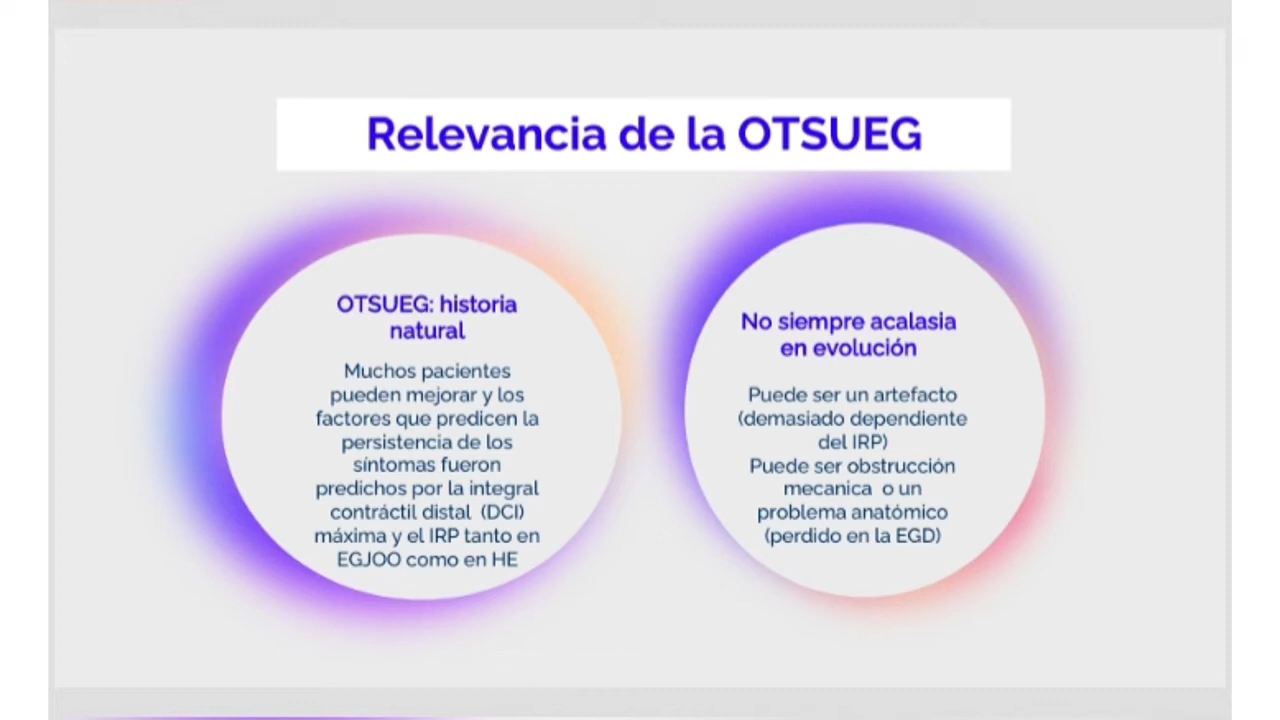 Relevancia de la OTSUEG
OTSUEG: historia
natural
Muchos pacientes
pueden mejorar y los
factores que predicen la
persistencia de los
síntomas fueron
predichos por la integral
contráctil distal (DCI)
máxima y el IRP tanto en
EGJOO como en HE
No siempre acalasia
en evolución
Puede ser un artefacto
(demasiado dependiente
del IRP)
Puede ser obstrucción
mecanica o un
problema anatómico
(perdido en la EGD)